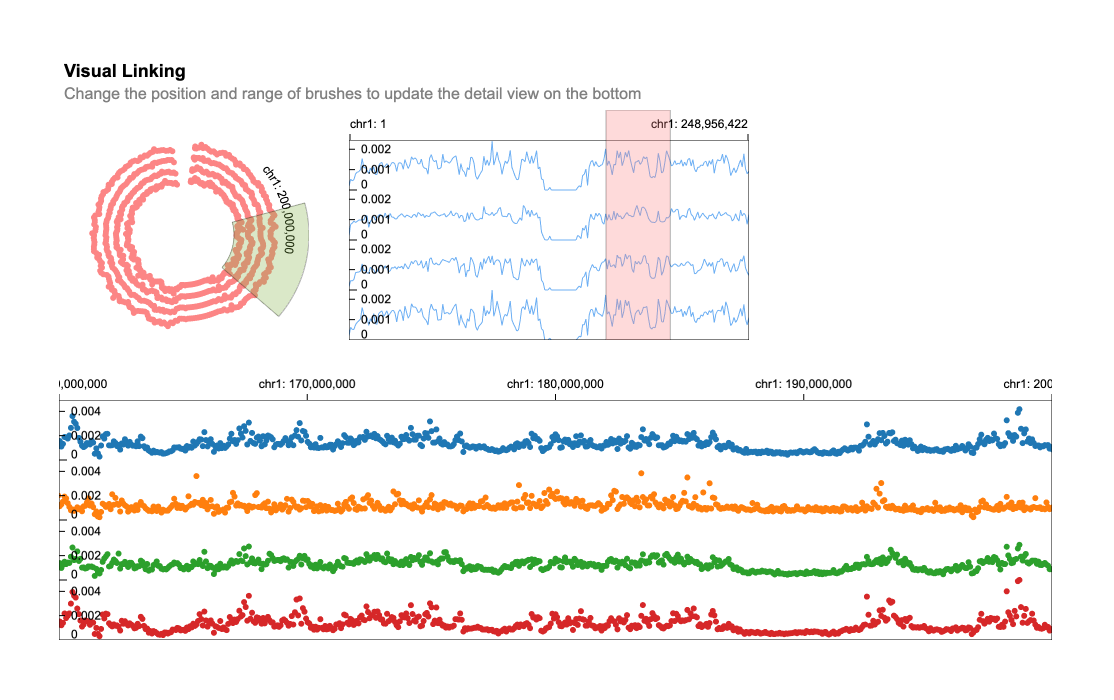 Visual Linking
Change the position and range of brushes to update the detail view on the bottom
chr1: 200,000,000
chr1: 1
chr1: 248,956,422
0.002
0.001
0
0.002
0.001
0
0.002
0.001
0
0.002
0.001
0
,000,000
chr1: 170,000,000
chr1: 180,000,000
chr1: 190,000,000
chr1: 200
0.004
0.002
0
0.004
0.002
0
0.004
0.002
0
0.004
0.002
0